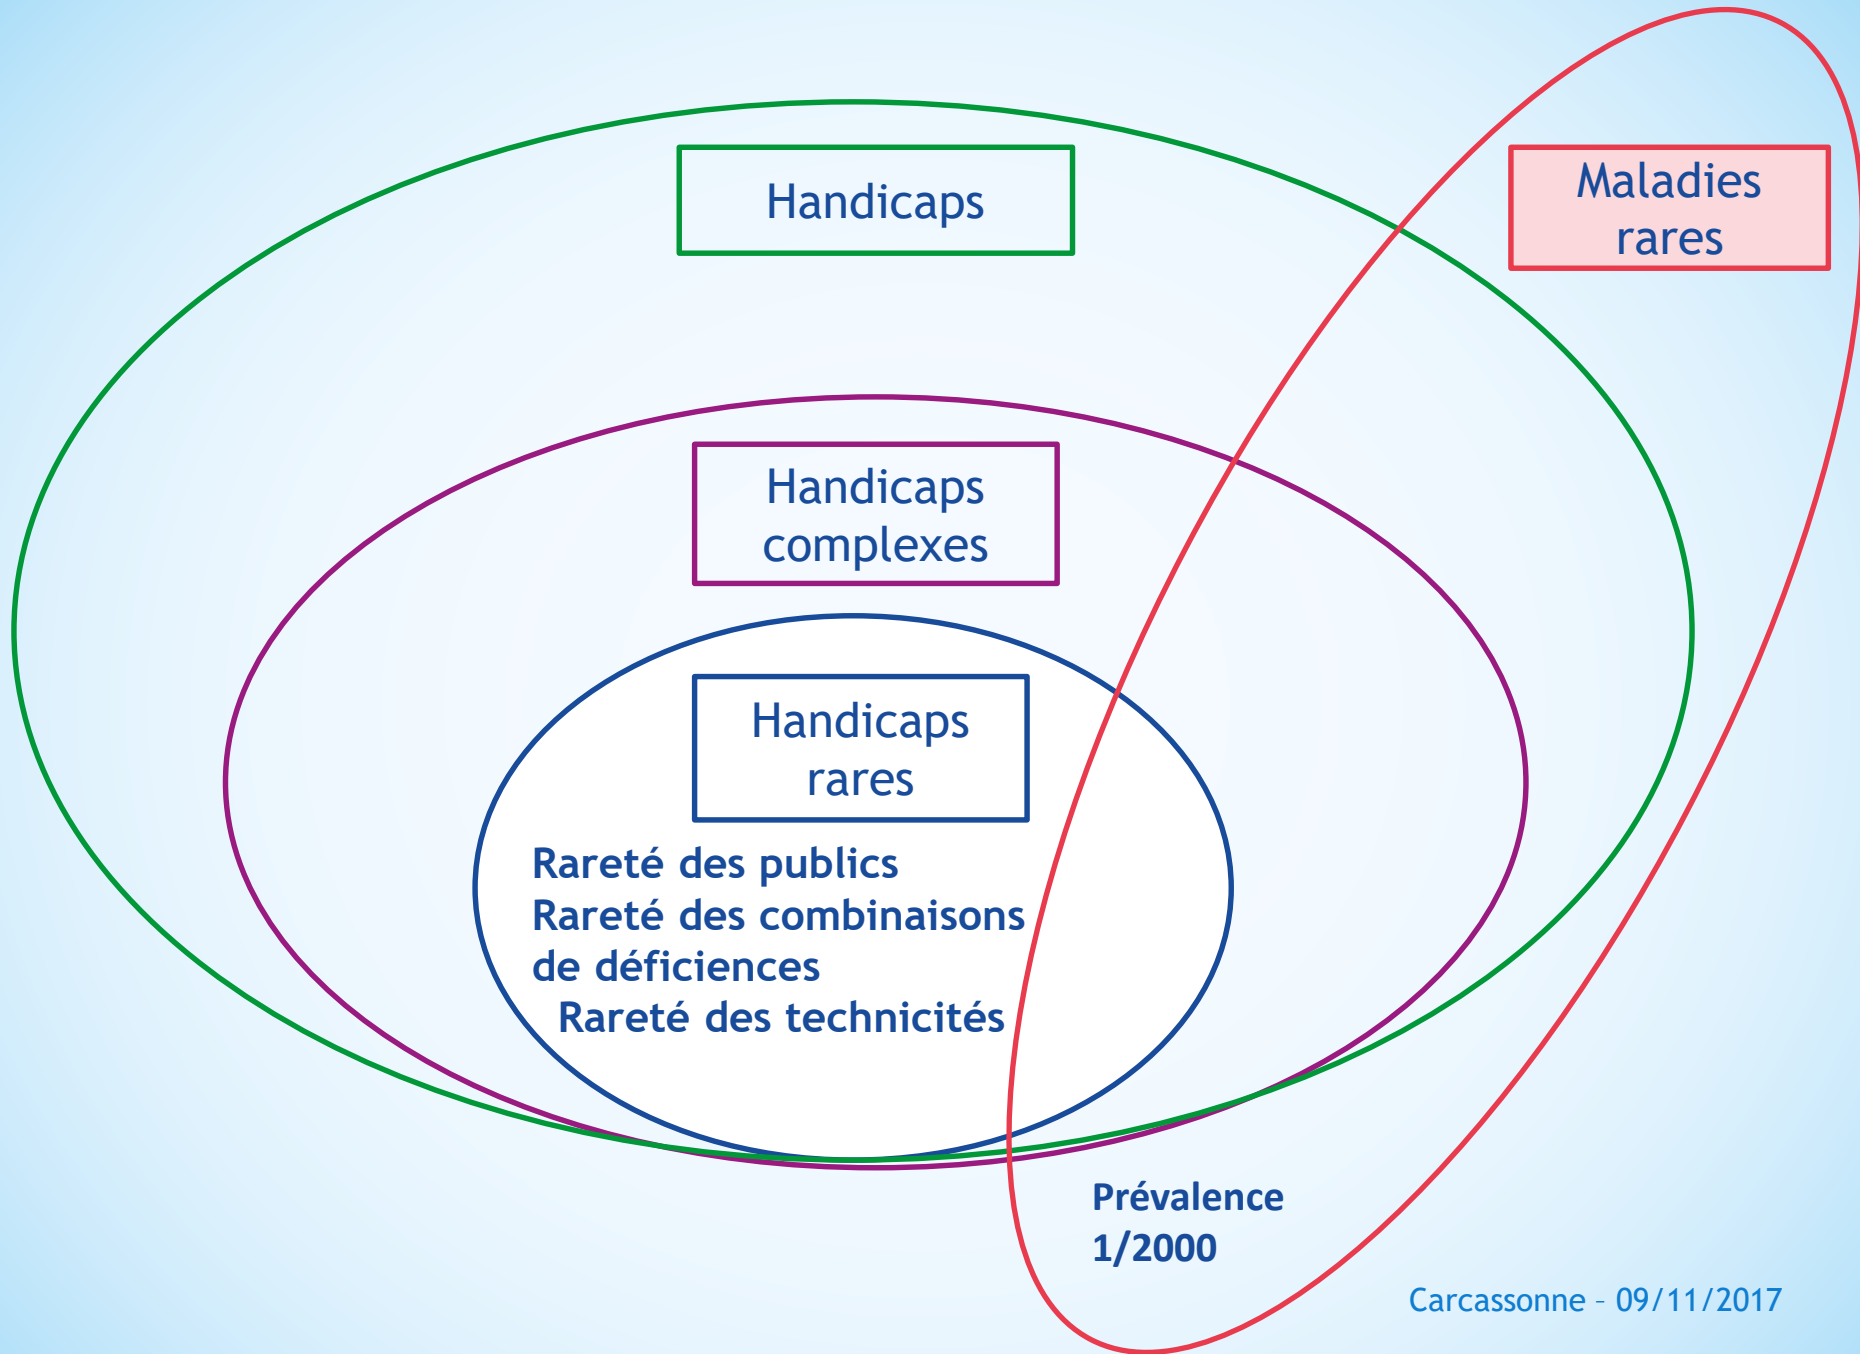 Handicaps
Maladies
rares
Handicaps
complexes
Handicaps
rares
Rareté des publics
Rareté des combinaisons
de déficiences
Rareté des technicités
Prévalence
1/2000
Carcassonne – 09/11/2017